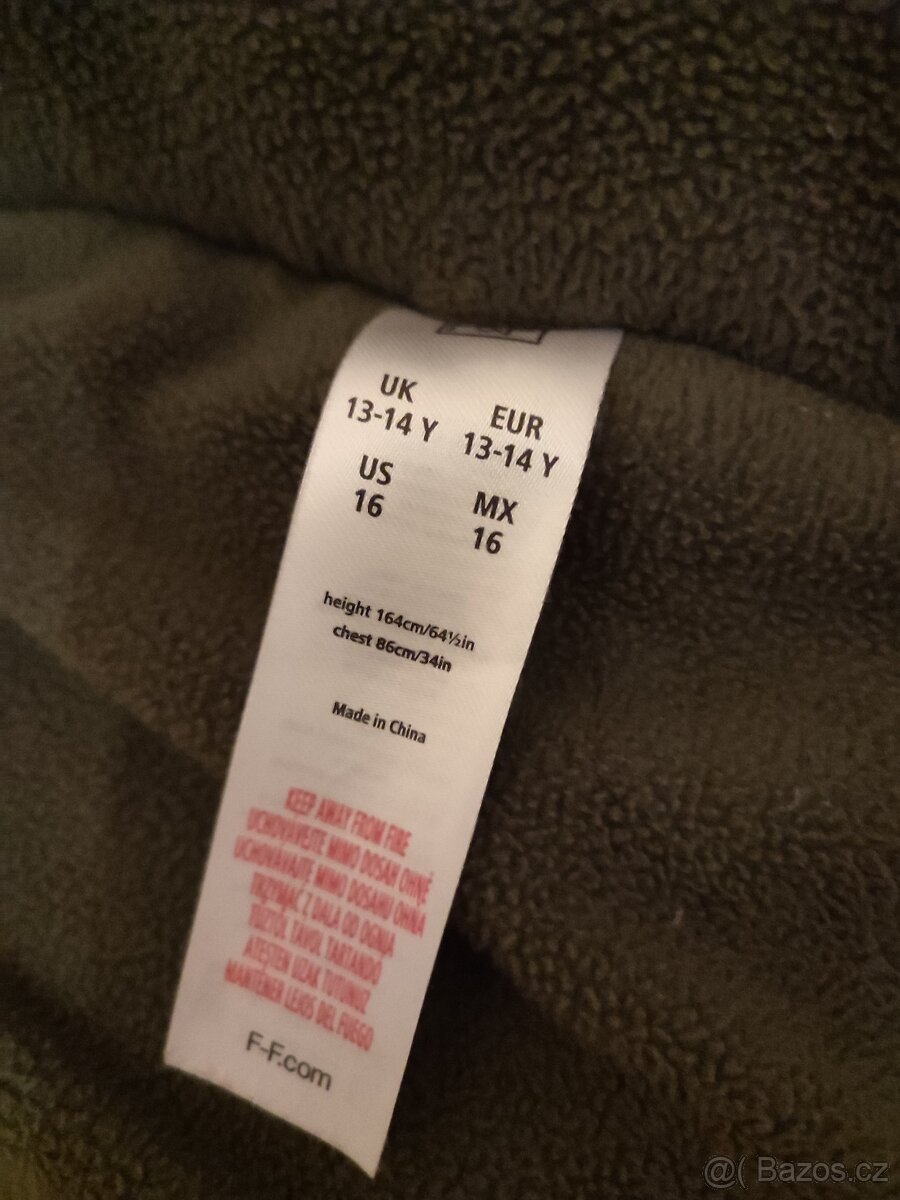 UK
13-14 Y
EUR
13-14 Y
US
16
MX
16
height 164cm/64½in
chest 86cm/34in
Made in China
KEEP AWAY FROM FIRE
UCHOVÁVEJTE MIMO DOSAH OHNĚ
UCHOVÁVAJTE MIMO DOSAHU OHŇA
TRZYMAĆ Z DALA OD OGNIA
TŰZTŐL TÁVOL TARTANDÓ
ATEŞTEN UZAK TUTUNUZ
MANTENER LEJOS DEL FUEGO
F-F.com
@( Bazos.cz